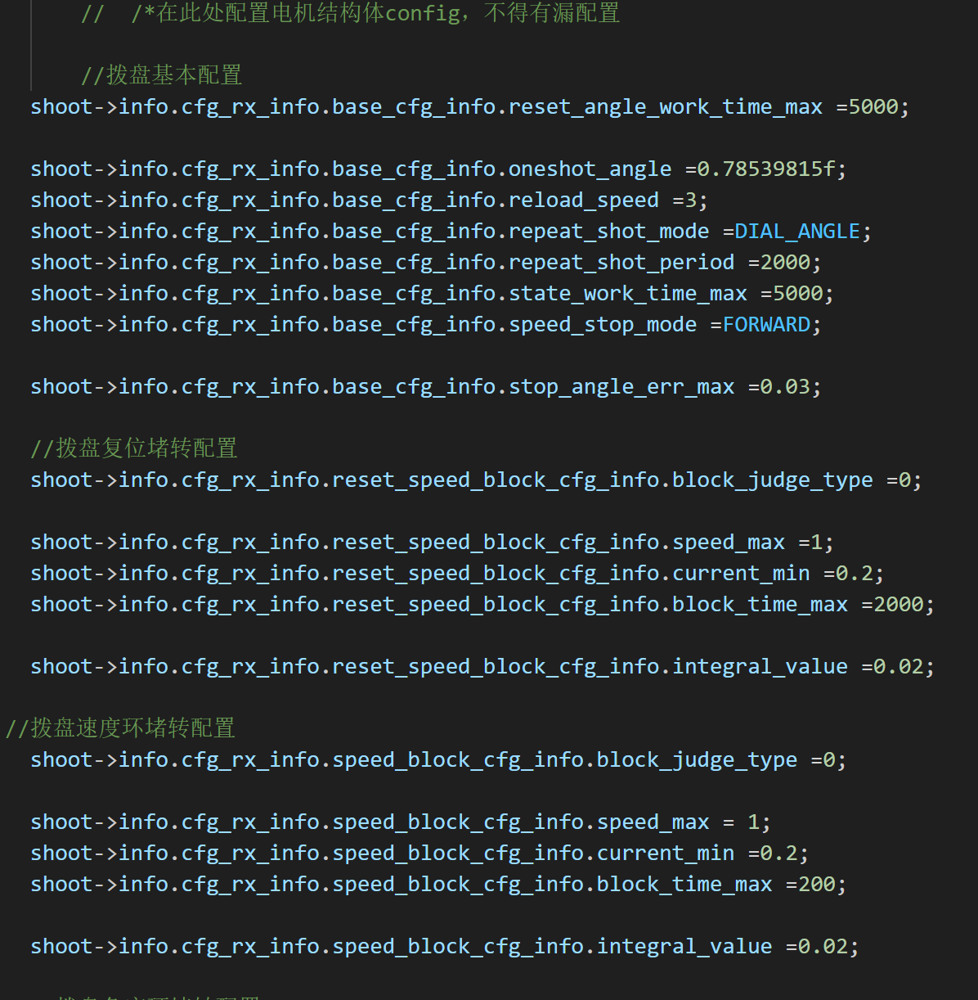 //  /*在此处配置电机结构体config, 不得有漏配置
//拨盘基本配置
shoot->info.cfg_rx_info.base_cfg_info.reset_angle_work_time_max =5000;
shoot->info.cfg_rx_info.base_cfg_info.oneshot_angle =0.78539815f;
shoot->info.cfg_rx_info.base_cfg_info.reload_speed =3;
shoot->info.cfg_rx_info.base_cfg_info.repeat_shot_mode =DIAL_ANGLE;
shoot->info.cfg_rx_info.base_cfg_info.repeat_shot_period =2000;
shoot->info.cfg_rx_info.base_cfg_info.state_work_time_max =5000;
shoot->info.cfg_rx_info.base_cfg_info.speed_stop_mode =FORWARD;
shoot->info.cfg_rx_info.base_cfg_info.stop_angle_err_max =0.03;
//拨盘复位堵转配置
shoot->info.cfg_rx_info.reset_speed_block_cfg_info.block_judge_type =0;
shoot->info.cfg_rx_info.reset_speed_block_cfg_info.speed_max =1;
shoot->info.cfg_rx_info.reset_speed_block_cfg_info.current_min =0.2;
shoot->info.cfg_rx_info.reset_speed_block_cfg_info.block_time_max =2000;
shoot->info.cfg_rx_info.reset_speed_block_cfg_info.integral_value =0.02;
//拨盘速度环堵转配置
shoot->info.cfg_rx_info.speed_block_cfg_info.block_judge_type =0;
shoot->info.cfg_rx_info.speed_block_cfg_info.speed_max = 1;
shoot->info.cfg_rx_info.speed_block_cfg_info.current_min =0.2;
shoot->info.cfg_rx_info.speed_block_cfg_info.block_time_max =200;
shoot->info.cfg_rx_info.speed_block_cfg_info.integral_value =0.02;